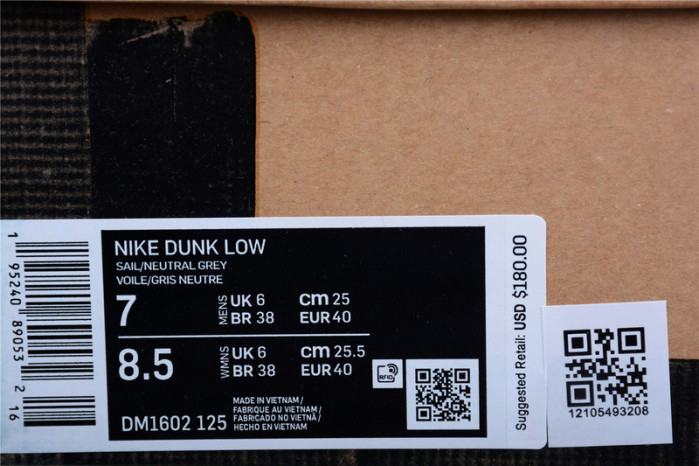 1
95240
89053
2
16
NIKE DUNK LOW
SAIL/NEUTRAL GREY
VOILE/GRIS NEUTRE
7
MENS
UK 6
cm 25
BR 38
EUR 40
8.5
WMNS
UK 6
cm 25.5
BR 38
EUR 40
RFID
DM1602 125
MADE IN VIETNAM /
FABRIQUE AU VIETNAM /
FABRICADO NO VIETNÃ /
HECHO EN VIETNAM
Suggested Retail: USD $180.00
12105493208